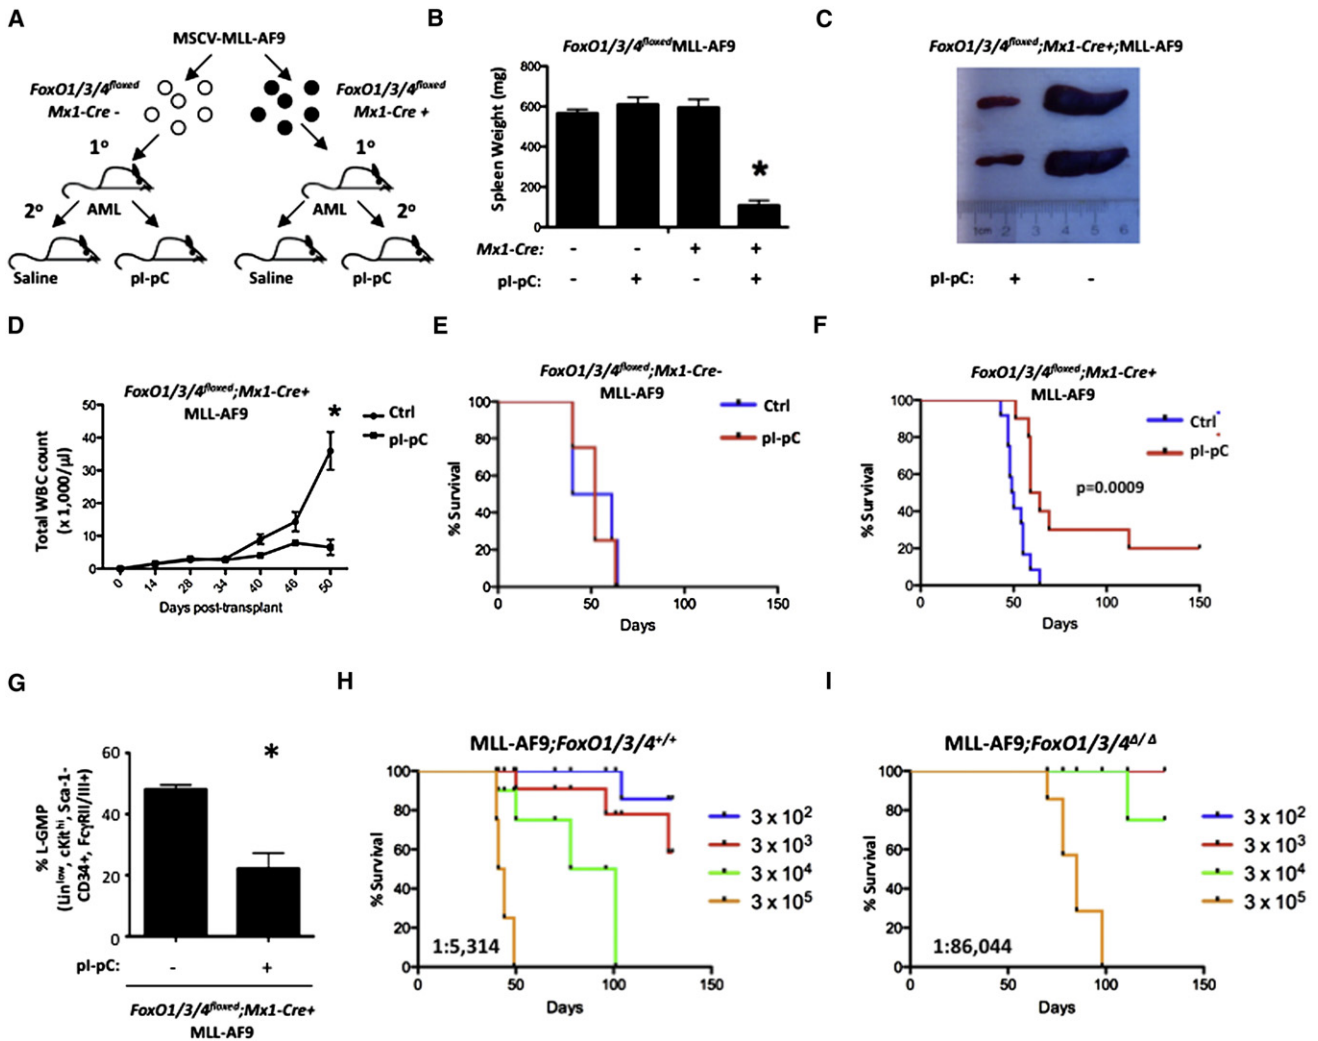 A
MSCV-MLL-AF9
FoxO1/3/4floxed
Mx1-Cre -
FoxO1/3/4floxed
Mx1-Cre +
1o
1o
2o
AML
AML
2o
Saline
pI-pC
Saline
pI-pC
B
FoxO1/3/4floxedMLL-AF9
Spleen Weight (mg)
800
600
400
200
0
*
Mx1-Cre: - - + +
pI-pC: - + - +
C
FoxO1/3/4floxed;Mx1-Cre+;MLL-AF9
1cm 2 3 4 5 6
pI-pC: + -
D
FoxO1/3/4floxed;Mx1-Cre+
MLL-AF9
Total WBC count
(x 1,000/µl)
50
40
30
20
10
0
*
Ctrl
pI-pC
0 14 28 34 40 46 50
Days post-transplant
E
FoxO1/3/4floxed;Mx1-Cre-
MLL-AF9
% Survival
100
80
60
40
20
0
Ctrl
pI-pC
0 50 100 150
Days
F
FoxO1/3/4floxed;Mx1-Cre+
MLL-AF9
% Survival
100
80
60
40
20
0
Ctrl
pI-pC
p=0.0009
0 50 100 150
Days
G
% L-GMP
(Linlow, cKithi, Sca-1-
CD34+, FcγRII/III+)
60
40
20
0
*
pI-pC: - +
FoxO1/3/4floxed;Mx1-Cre+
MLL-AF9
H
MLL-AF9;FoxO1/3/4+/+
% Survival
100
80
60
40
20
0
3 x 10²
3 x 10³
3 x 10⁴
3 x 10⁵
1:5,314
0 50 100 150
Days
I
MLL-AF9;FoxO1/3/4Δ/Δ
% Survival
100
80
60
40
20
0
3 x 10²
3 x 10³
3 x 10⁴
3 x 10⁵
1:86,044
0 50 100 150
Days